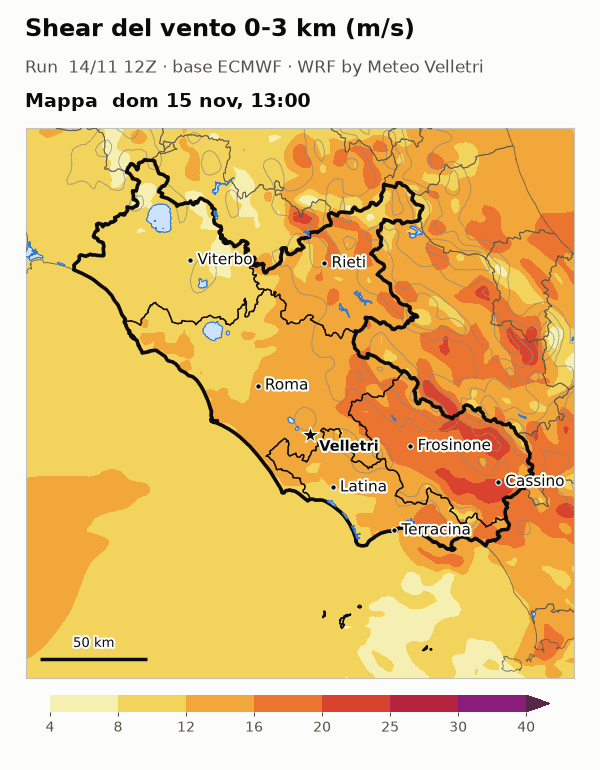 Shear del vento 0-3 km (m/s)
Run 14/11 12Z · base ECMWF · WRF by Meteo Velletri
Mappa dom 15 nov, 13:00
Viterbo
Rieti
Roma
Velletri
Frosinone
Cassino
Latina
Terracina
50 km
4 8 12 16 20 25 30 40